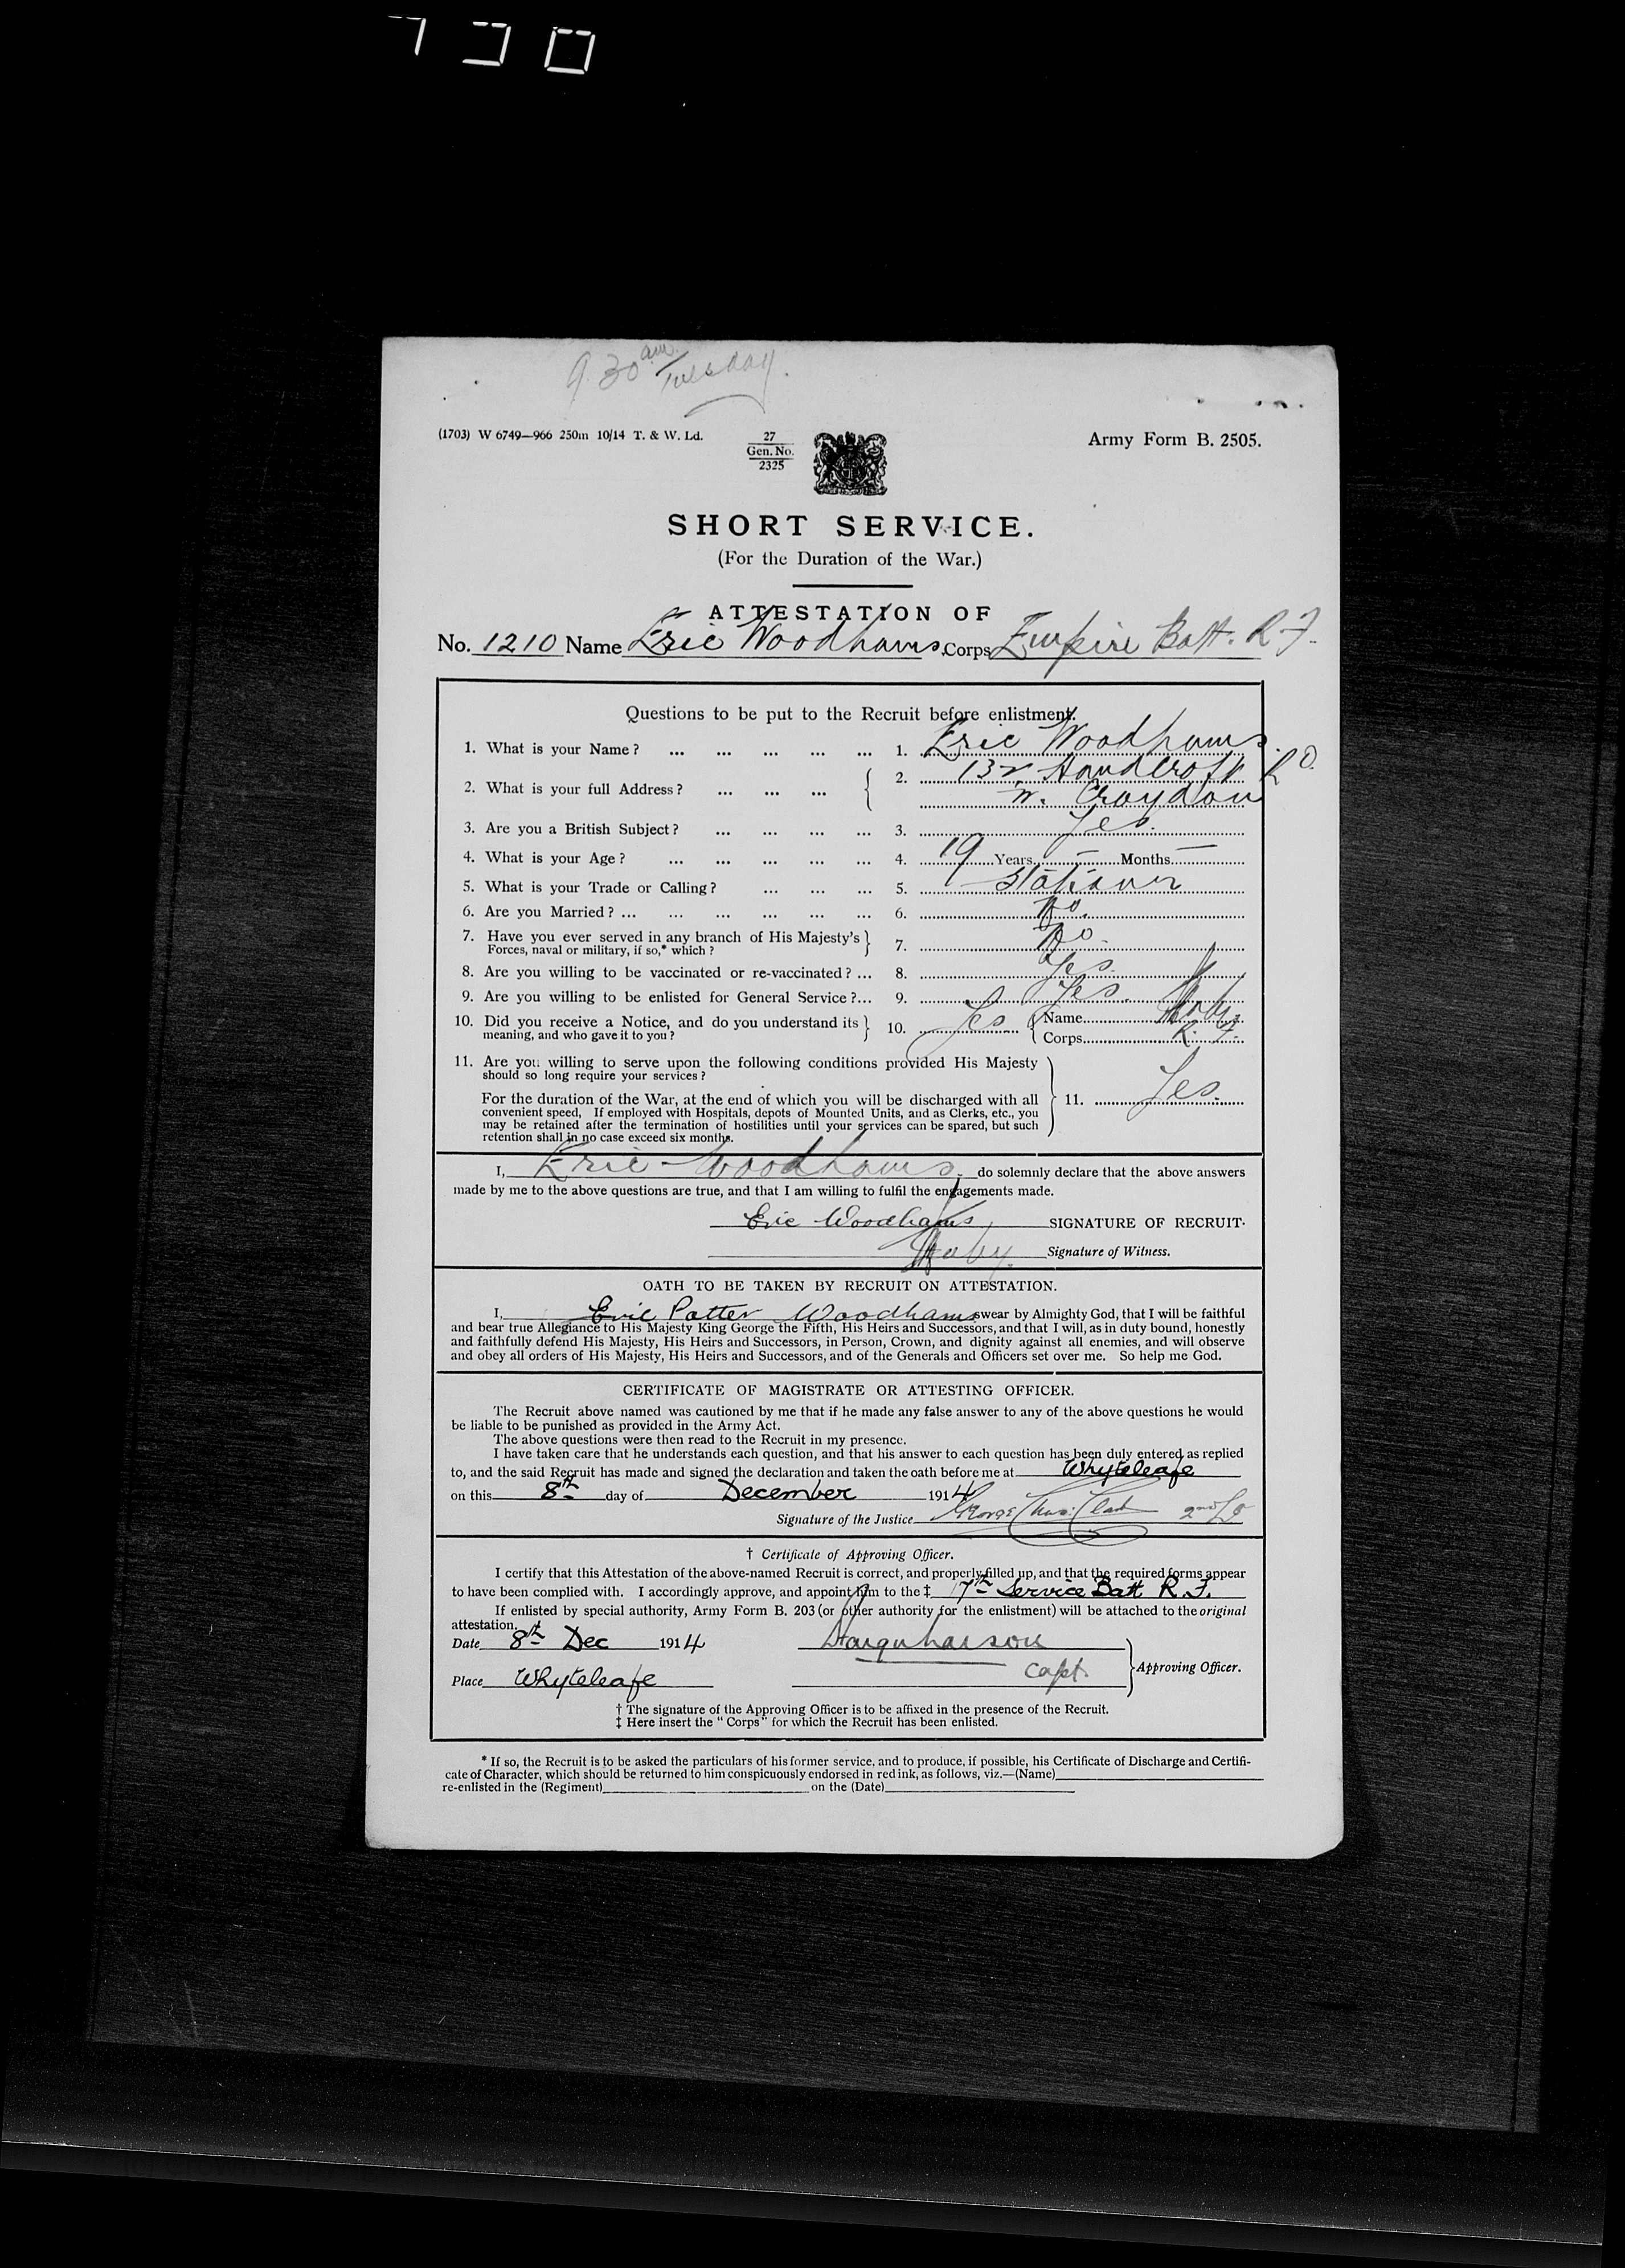 9.30 am Tuesday.
(1703) W 6749—966 250m 10/14 T. & W. Ld.
27
Gen. No.
2325
Army Form B. 2505.
SHORT SERVICE.
(For the Duration of the War.)
ATTESTATION OF
No. 1210 Name Eric Woodhams. Corps Empire Batt. R.F.
Questions to be put to the Recruit before enlistment.
1. What is your Name? ... ... ... ... ... 1. Eric Woodhams.
2. What is your full Address? ... ... ... 2. 132 Handcroft Rd.
W. Croydon
3. Are you a British Subject? ... ... ... ... 3. Yes.
4. What is your Age? ... ... ... ... ... 4. 19 Years — Months —
5. What is your Trade or Calling? ... ... ... 5. Stationer
6. Are you Married? ... ... ... ... ... ... 6. No.
7. Have you ever served in any branch of His Majesty's
Forces, naval or military, if so,* which? 7. No.
8. Are you willing to be vaccinated or re-vaccinated? ... 8. Yes.
9. Are you willing to be enlisted for General Service?... 9. Yes.
10. Did you receive a Notice, and do you understand its
meaning, and who gave it to you? 10. Yes Name
Corps R. F.
11. Are you willing to serve upon the following conditions provided His Majesty
should so long require your services?
For the duration of the War, at the end of which you will be discharged with all
convenient speed, If employed with Hospitals, depots of Mounted Units, and as Clerks, etc., you
may be retained after the termination of hostilities until your services can be spared, but such
retention shall in no case exceed six months.
11. Yes.
I, Eric Woodhams. do solemnly declare that the above answers
made by me to the above questions are true, and that I am willing to fulfil the engagements made.
Eric Woodhams SIGNATURE OF RECRUIT.
Signature of Witness.
OATH TO BE TAKEN BY RECRUIT ON ATTESTATION.
I, Eric Potter Woodhams swear by Almighty God, that I will be faithful
and bear true Allegiance to His Majesty King George the Fifth, His Heirs and Successors, and that I will, as in duty bound, honestly
and faithfully defend His Majesty, His Heirs and Successors, in Person, Crown, and dignity against all enemies, and will observe
and obey all orders of His Majesty, His Heirs and Successors, and of the Generals and Officers set over me. So help me God.
CERTIFICATE OF MAGISTRATE OR ATTESTING OFFICER.
The Recruit above named was cautioned by me that if he made any false answer to any of the above questions he would
be liable to be punished as provided in the Army Act.
The above questions were then read to the Recruit in my presence.
I have taken care that he understands each question, and that his answer to each question has been duly entered as replied
to, and the said Recruit has made and signed the declaration and taken the oath before me at Whyteleafe
on this 8th day of December 1914
Signature of the Justice George Chas. Clark 2nd Lt
† Certificate of Approving Officer.
I certify that this Attestation of the above-named Recruit is correct, and properly filled up, and that the required forms appear
to have been complied with. I accordingly approve, and appoint him to the ‡ 17th Service Batt R.F.
If enlisted by special authority, Army Form B. 203 (or other authority for the enlistment) will be attached to the original
attestation.
Date 8th Dec 1914 Farquharson
Capt. Approving Officer.
Place Whyteleafe
† The signature of the Approving Officer is to be affixed in the presence of the Recruit.
‡ Here insert the "Corps" for which the Recruit has been enlisted.
* If so, the Recruit is to be asked the particulars of his former service, and to produce, if possible, his Certificate of Discharge and Certifi-
cate of Character, which should be returned to him conspicuously endorsed in red ink, as follows, viz.—(Name)
re-enlisted in the (Regiment) on the (Date)